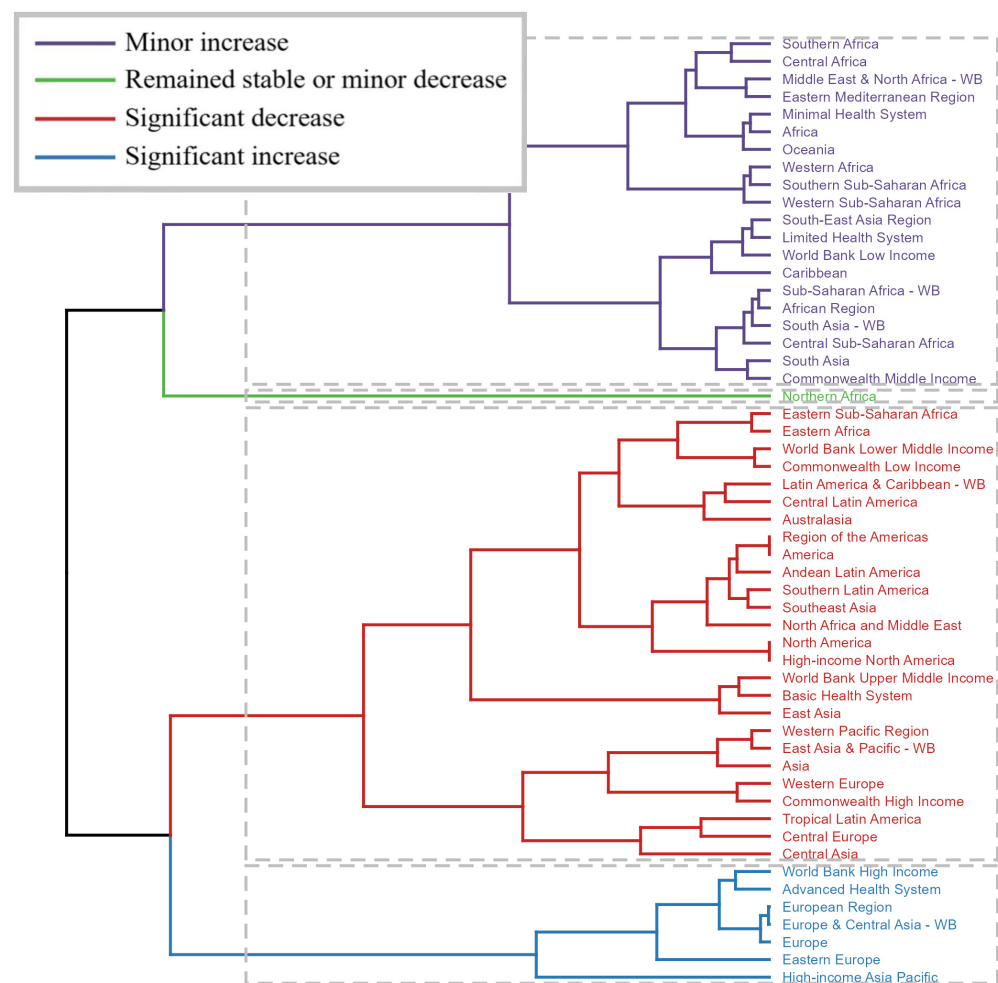 Minor increase
Remained stable or minor decrease
Significant decrease
Significant increase
Southern Africa
Central Africa
Middle East & North Africa - WB
Eastern Mediterranean Region
Minimal Health System
Africa
Oceania
Western Africa
Southern Sub-Saharan Africa
Western Sub-Saharan Africa
South-East Asia Region
Limited Health System
World Bank Low Income
Caribbean
Sub-Saharan Africa - WB
African Region
South Asia - WB
Central Sub-Saharan Africa
South Asia
Commonwealth Middle Income
Northern Africa
Eastern Sub-Saharan Africa
Eastern Africa
World Bank Lower Middle Income
Commonwealth Low Income
Latin America & Caribbean - WB
Central Latin America
Australasia
Region of the Americas
America
Andean Latin America
Southern Latin America
Southeast Asia
North Africa and Middle East
North America
High-income North America
World Bank Upper Middle Income
Basic Health System
East Asia
Western Pacific Region
East Asia & Pacific - WB
Asia
Western Europe
Commonwealth High Income
Tropical Latin America
Central Europe
Central Asia
World Bank High Income
Advanced Health System
European Region
Europe & Central Asia - WB
Europe
Eastern Europe
High-income Asia Pacific